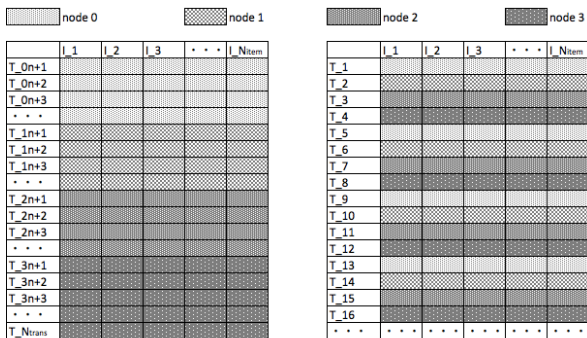 node 0 node 1 node 2 node 3
I_1 I_2 I_3 ・・・ I_Nitem
T_0n+1
T_0n+2
T_0n+3
・・・
T_1n+1
T_1n+2
T_1n+3
・・・
T_2n+1
T_2n+2
T_2n+3
・・・
T_3n+1
T_3n+2
T_3n+3
・・・
T_Ntrans
I_1 I_2 I_3 ・・・ I_Nitem
T_1
T_2
T_3
T_4
T_5
T_6
T_7
T_8
T_9
T_10
T_11
T_12
T_13
T_14
T_15
T_16
・・・ ・・・ ・・・ ・・・ ・・・ ・・・